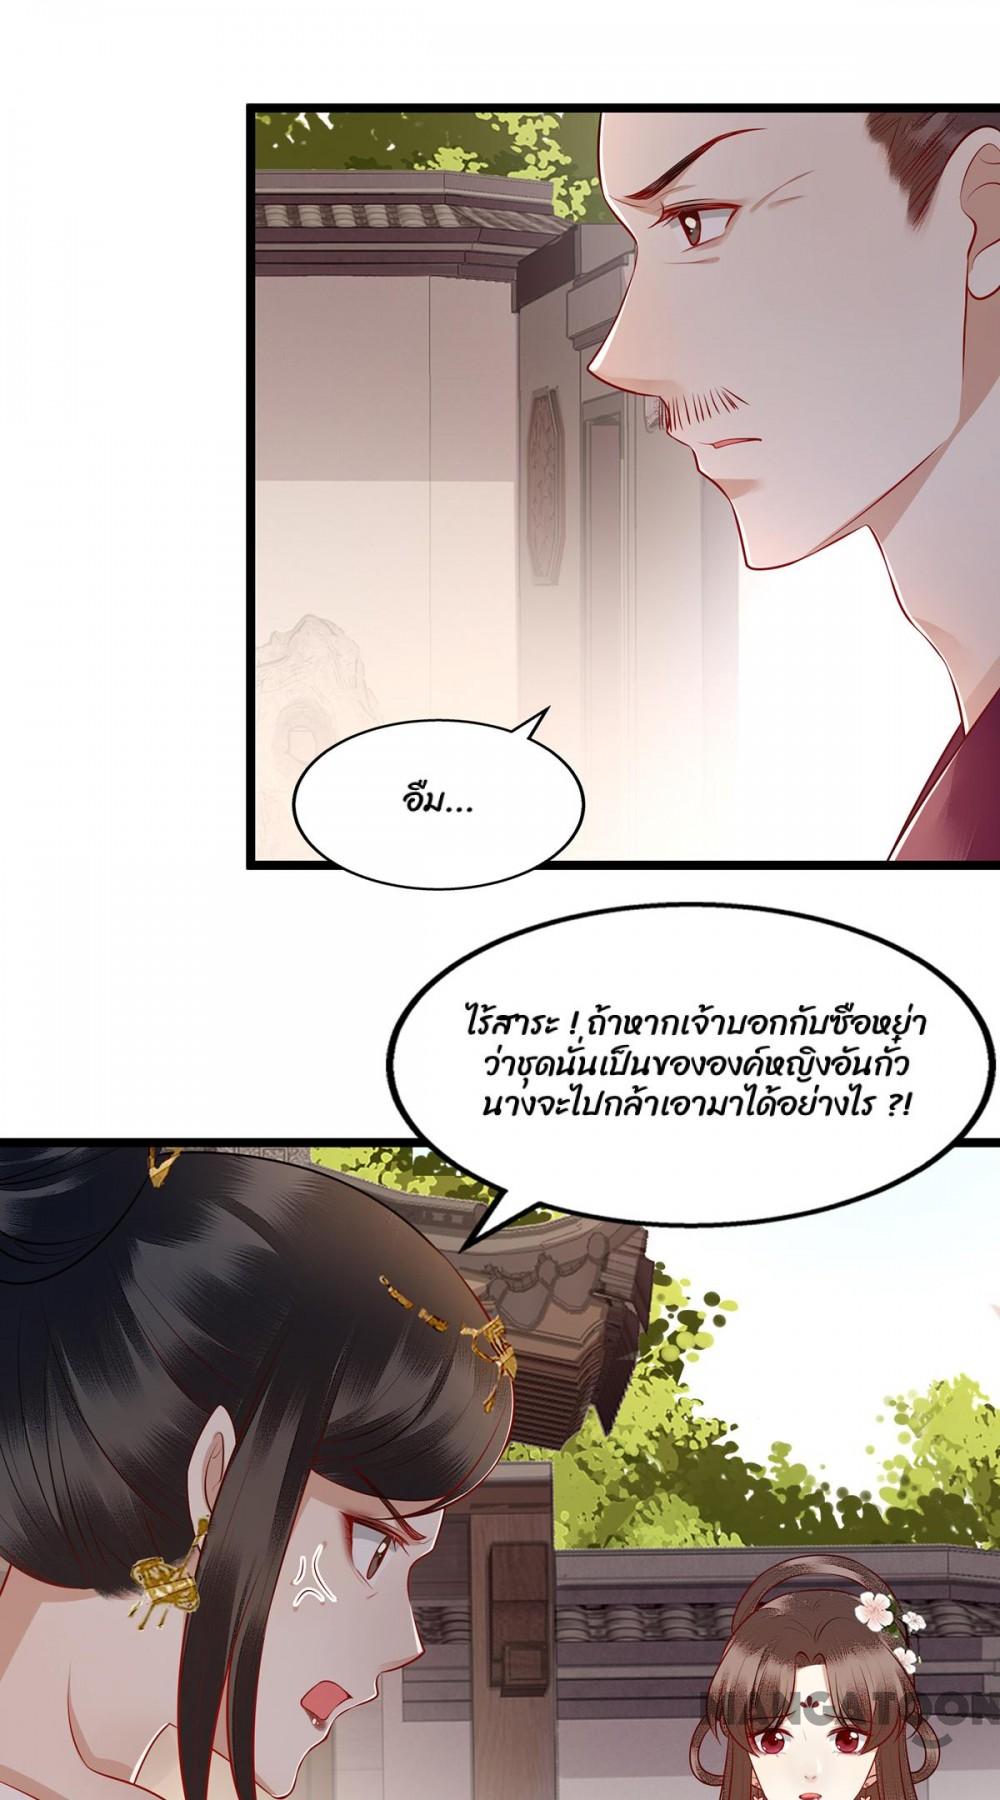 อืม...
ไร้สาระ ! ถ้าหากเจ้าบอกกับซือหย่า
ว่าชุดนั่นเป็นขององค์หญิงอันกั๋ว
นางจะไปกล้าเอามาได้อย่างไร ?!
MANGATOON